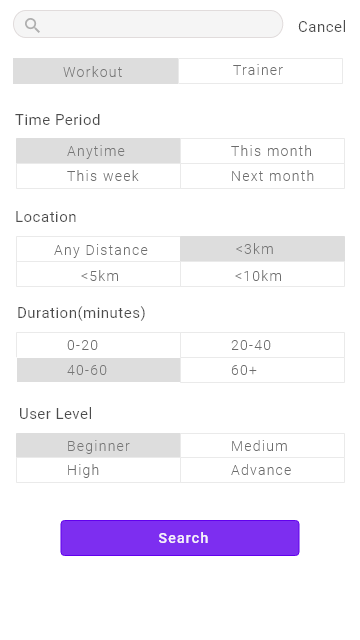 Cancel
Workout Trainer
Time Period
Anytime This month
This week Next month
Location
Any Distance <3km
<5km <10km
Duration(minutes)
0-20 20-40
40-60 60+
User Level
Beginner Medium
High Advance
Search